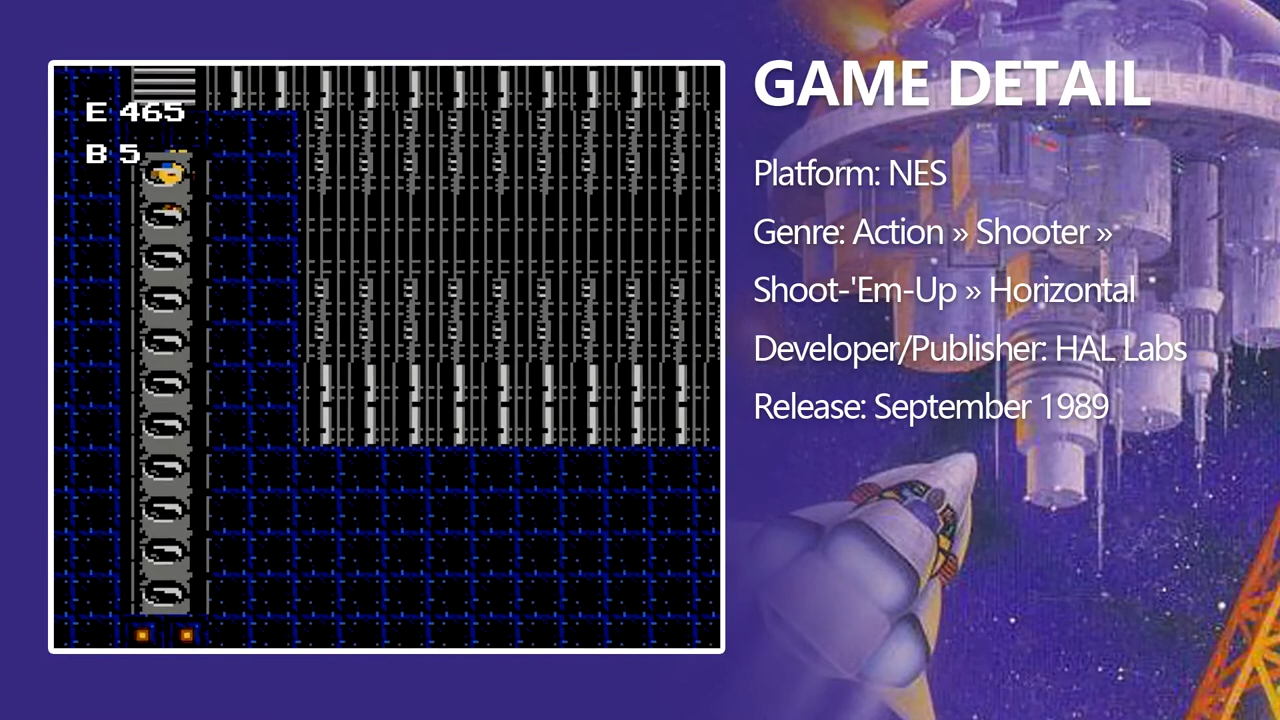 E 465
B 5
GAME DETAIL
Platform: NES
Genre: Action » Shooter »
Shoot-'Em-Up » Horizontal
Developer/Publisher: HAL Labs
Release: September 1989